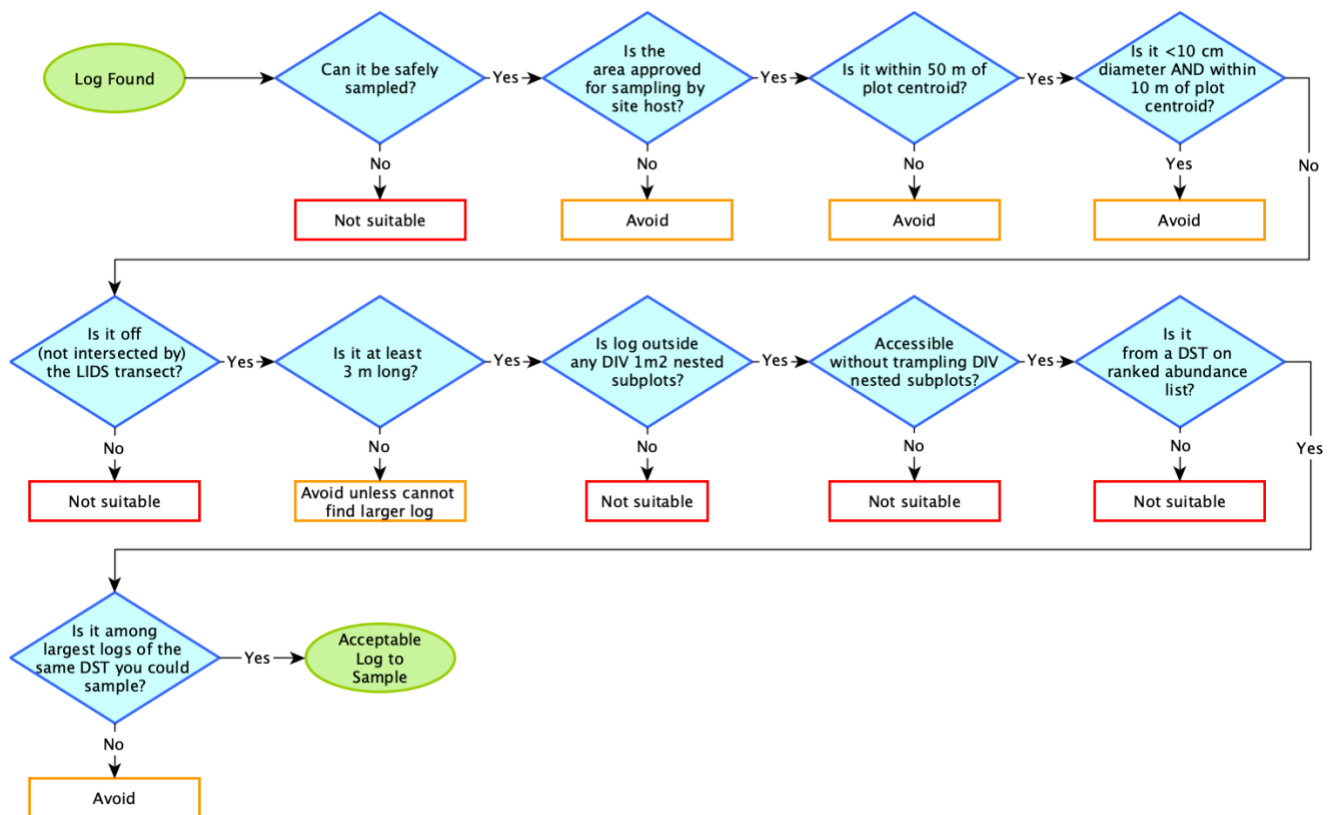 Log Found
Can it be safely
sampled?
Yes
Is the
area approved
for sampling by
site host?
Yes
Is it within 50 m of
plot centroid?
Yes
Is it <10 cm
diameter AND within
10 m of plot
centroid?
No
No
No
Yes
No
Not suitable
Avoid
Avoid
Avoid
Is it off
(not intersected by)
the LIDS transect?
Yes
Is it at least
3 m long?
Yes
Is log outside
any DIV 1m2 nested
subplots?
Yes
Accessible
without trampling DIV
nested subplots?
Yes
Is it
from a DST on
ranked abundance
list?
No
No
No
No
No
Yes
Not suitable
Avoid unless cannot
find larger log
Not suitable
Not suitable
Not suitable
Is it among
largest logs of the
same DST you could
sample?
Yes
Acceptable
Log to
Sample
No
Avoid